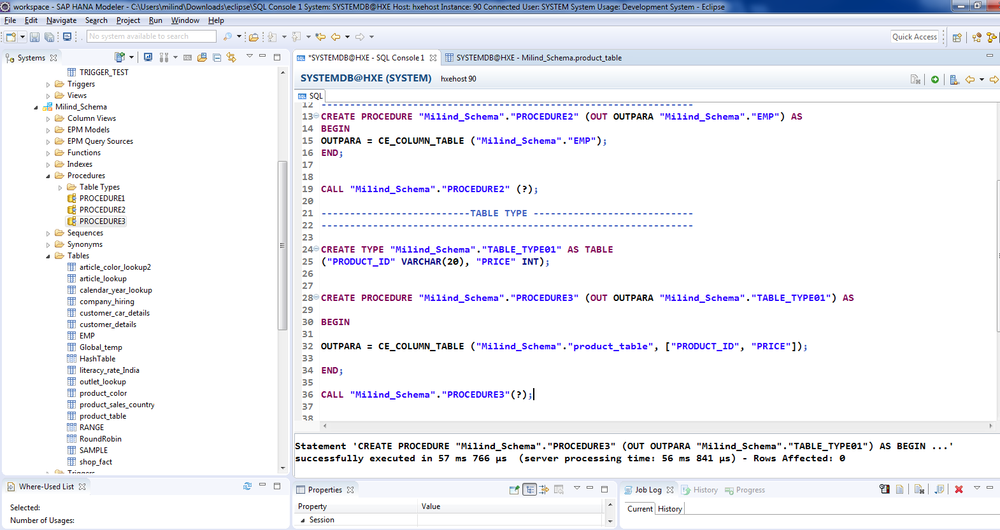 workspace - SAP HANA Modeler - C:\Users\milind\Downloads\eclipse\SQL Console 1 System: SYSTEMDB@HXE Host: hxehost Instance: 90 Connected User: SYSTEM System Usage: Development System - Eclipse
File Edit Navigate Search Project Run Window Help
No system available to search
Quick Access
Systems
TRIGGER_TEST
Triggers
Views
Milind_Schema
Column Views
EPM Models
EPM Query Sources
Functions
Indexes
Procedures
Table Types
PROCEDURE1
PROCEDURE2
PROCEDURE3
Sequences
Synonyms
Tables
article_color_lookup2
article_lookup
calendar_year_lookup
company_hiring
customer_car_details
customer_details
EMP
Global_temp
HashTable
literacy_rate_India
outlet_lookup
product_color
product_sales_country
product_table
RANGE
RoundRobin
SAMPLE
shop_fact
Triggers
*SYSTEMDB@HXE - SQL Console 1
SYSTEMDB@HXE - Milind_Schema.product_table
SYSTEMDB@HXE (SYSTEM) hxehost 90
SQL
12 -----------------------------------------------------------------
13 CREATE PROCEDURE "Milind_Schema"."PROCEDURE2" (OUT OUTPARA "Milind_Schema"."EMP") AS
14 BEGIN
15 OUTPARA = CE_COLUMN_TABLE ("Milind_Schema"."EMP");
16 END;
17
18
19 CALL "Milind_Schema"."PROCEDURE2" (?);
20
21 --------------------------TABLE TYPE ----------------------------
22 -----------------------------------------------------------------
23
24 CREATE TYPE "Milind_Schema"."TABLE_TYPE01" AS TABLE
25 ("PRODUCT_ID" VARCHAR(20), "PRICE" INT);
26
27
28 CREATE PROCEDURE "Milind_Schema"."PROCEDURE3" (OUT OUTPARA "Milind_Schema"."TABLE_TYPE01") AS
29
30 BEGIN
31
32 OUTPARA = CE_COLUMN_TABLE ("Milind_Schema"."product_table", ["PRODUCT_ID", "PRICE"]);
33
34 END;
35
36 CALL "Milind_Schema"."PROCEDURE3"(?);
37
38
Statement 'CREATE PROCEDURE "Milind_Schema"."PROCEDURE3" (OUT OUTPARA "Milind_Schema"."TABLE_TYPE01") AS BEGIN ...'
successfully executed in 57 ms 766 µs (server processing time: 56 ms 841 µs) - Rows Affected: 0
Where-Used List
Selected:
Number of Usages:
Properties
Property Value
Session
Job Log History Progress
Current History